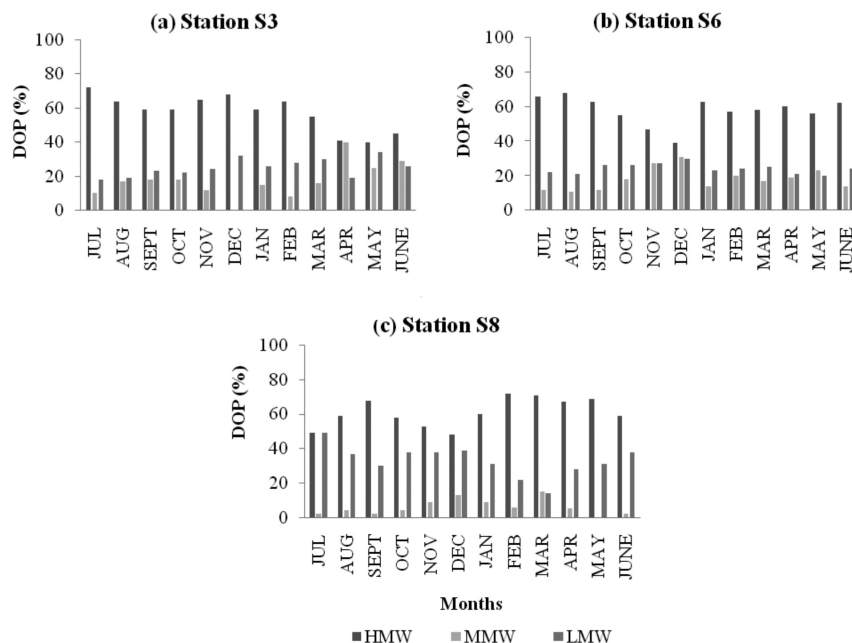 (a) Station S3
100
80
60
40
20
0
DOP (%)
JUL
AUG
SEPT
OCT
NOV
DEC
JAN
FEB
MAR
APR
MAY
JUNE
(b) Station S6
100
80
60
40
20
0
DOP (%)
JUL
AUG
SEPT
OCT
NOV
DEC
JAN
FEB
MAR
APR
MAY
JUNE
(c) Station S8
100
80
60
40
20
0
DOP (%)
JUL
AUG
SEPT
OCT
NOV
DEC
JAN
FEB
MAR
APR
MAY
JUNE
Months
HMW MMW LMW